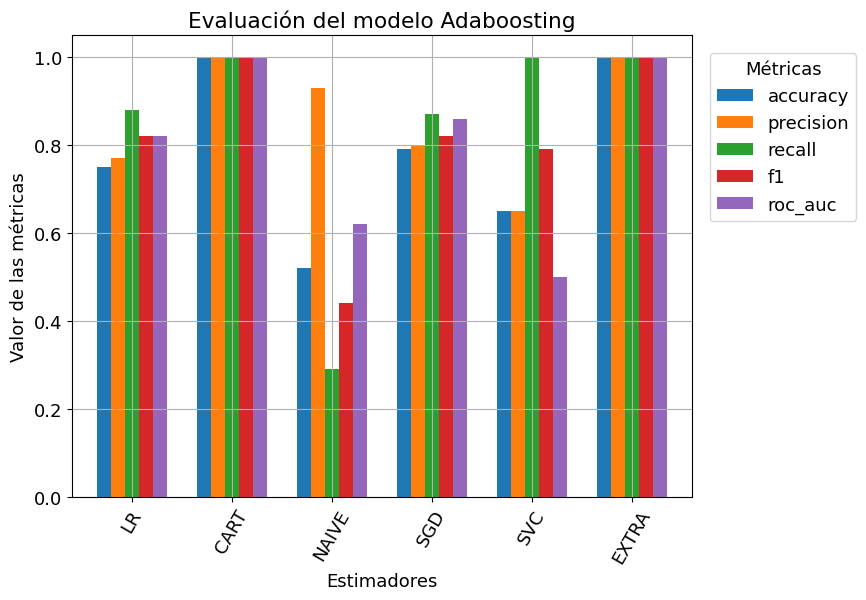 Evaluación del modelo Adaboosting
Métricas
accuracy
precision
recall
f1
roc_auc
Valor de las métricas
1.0
0.8
0.6
0.4
0.2
0.0
LR
CART
NAIVE
SGD
SVC
EXTRA
Estimadores